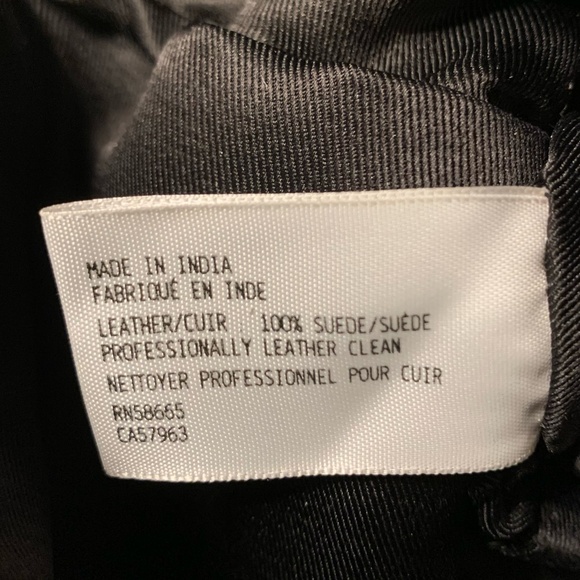 MADE IN INDIA
FABRIQUÉ EN INDE
LEATHER/CUIR : 100% SUEDE/SUÈDE
PROFESSIONALLY LEATHER CLEAN
NETTOYER PROFESSIONNEL POUR CUIR
RN58665
CA57963